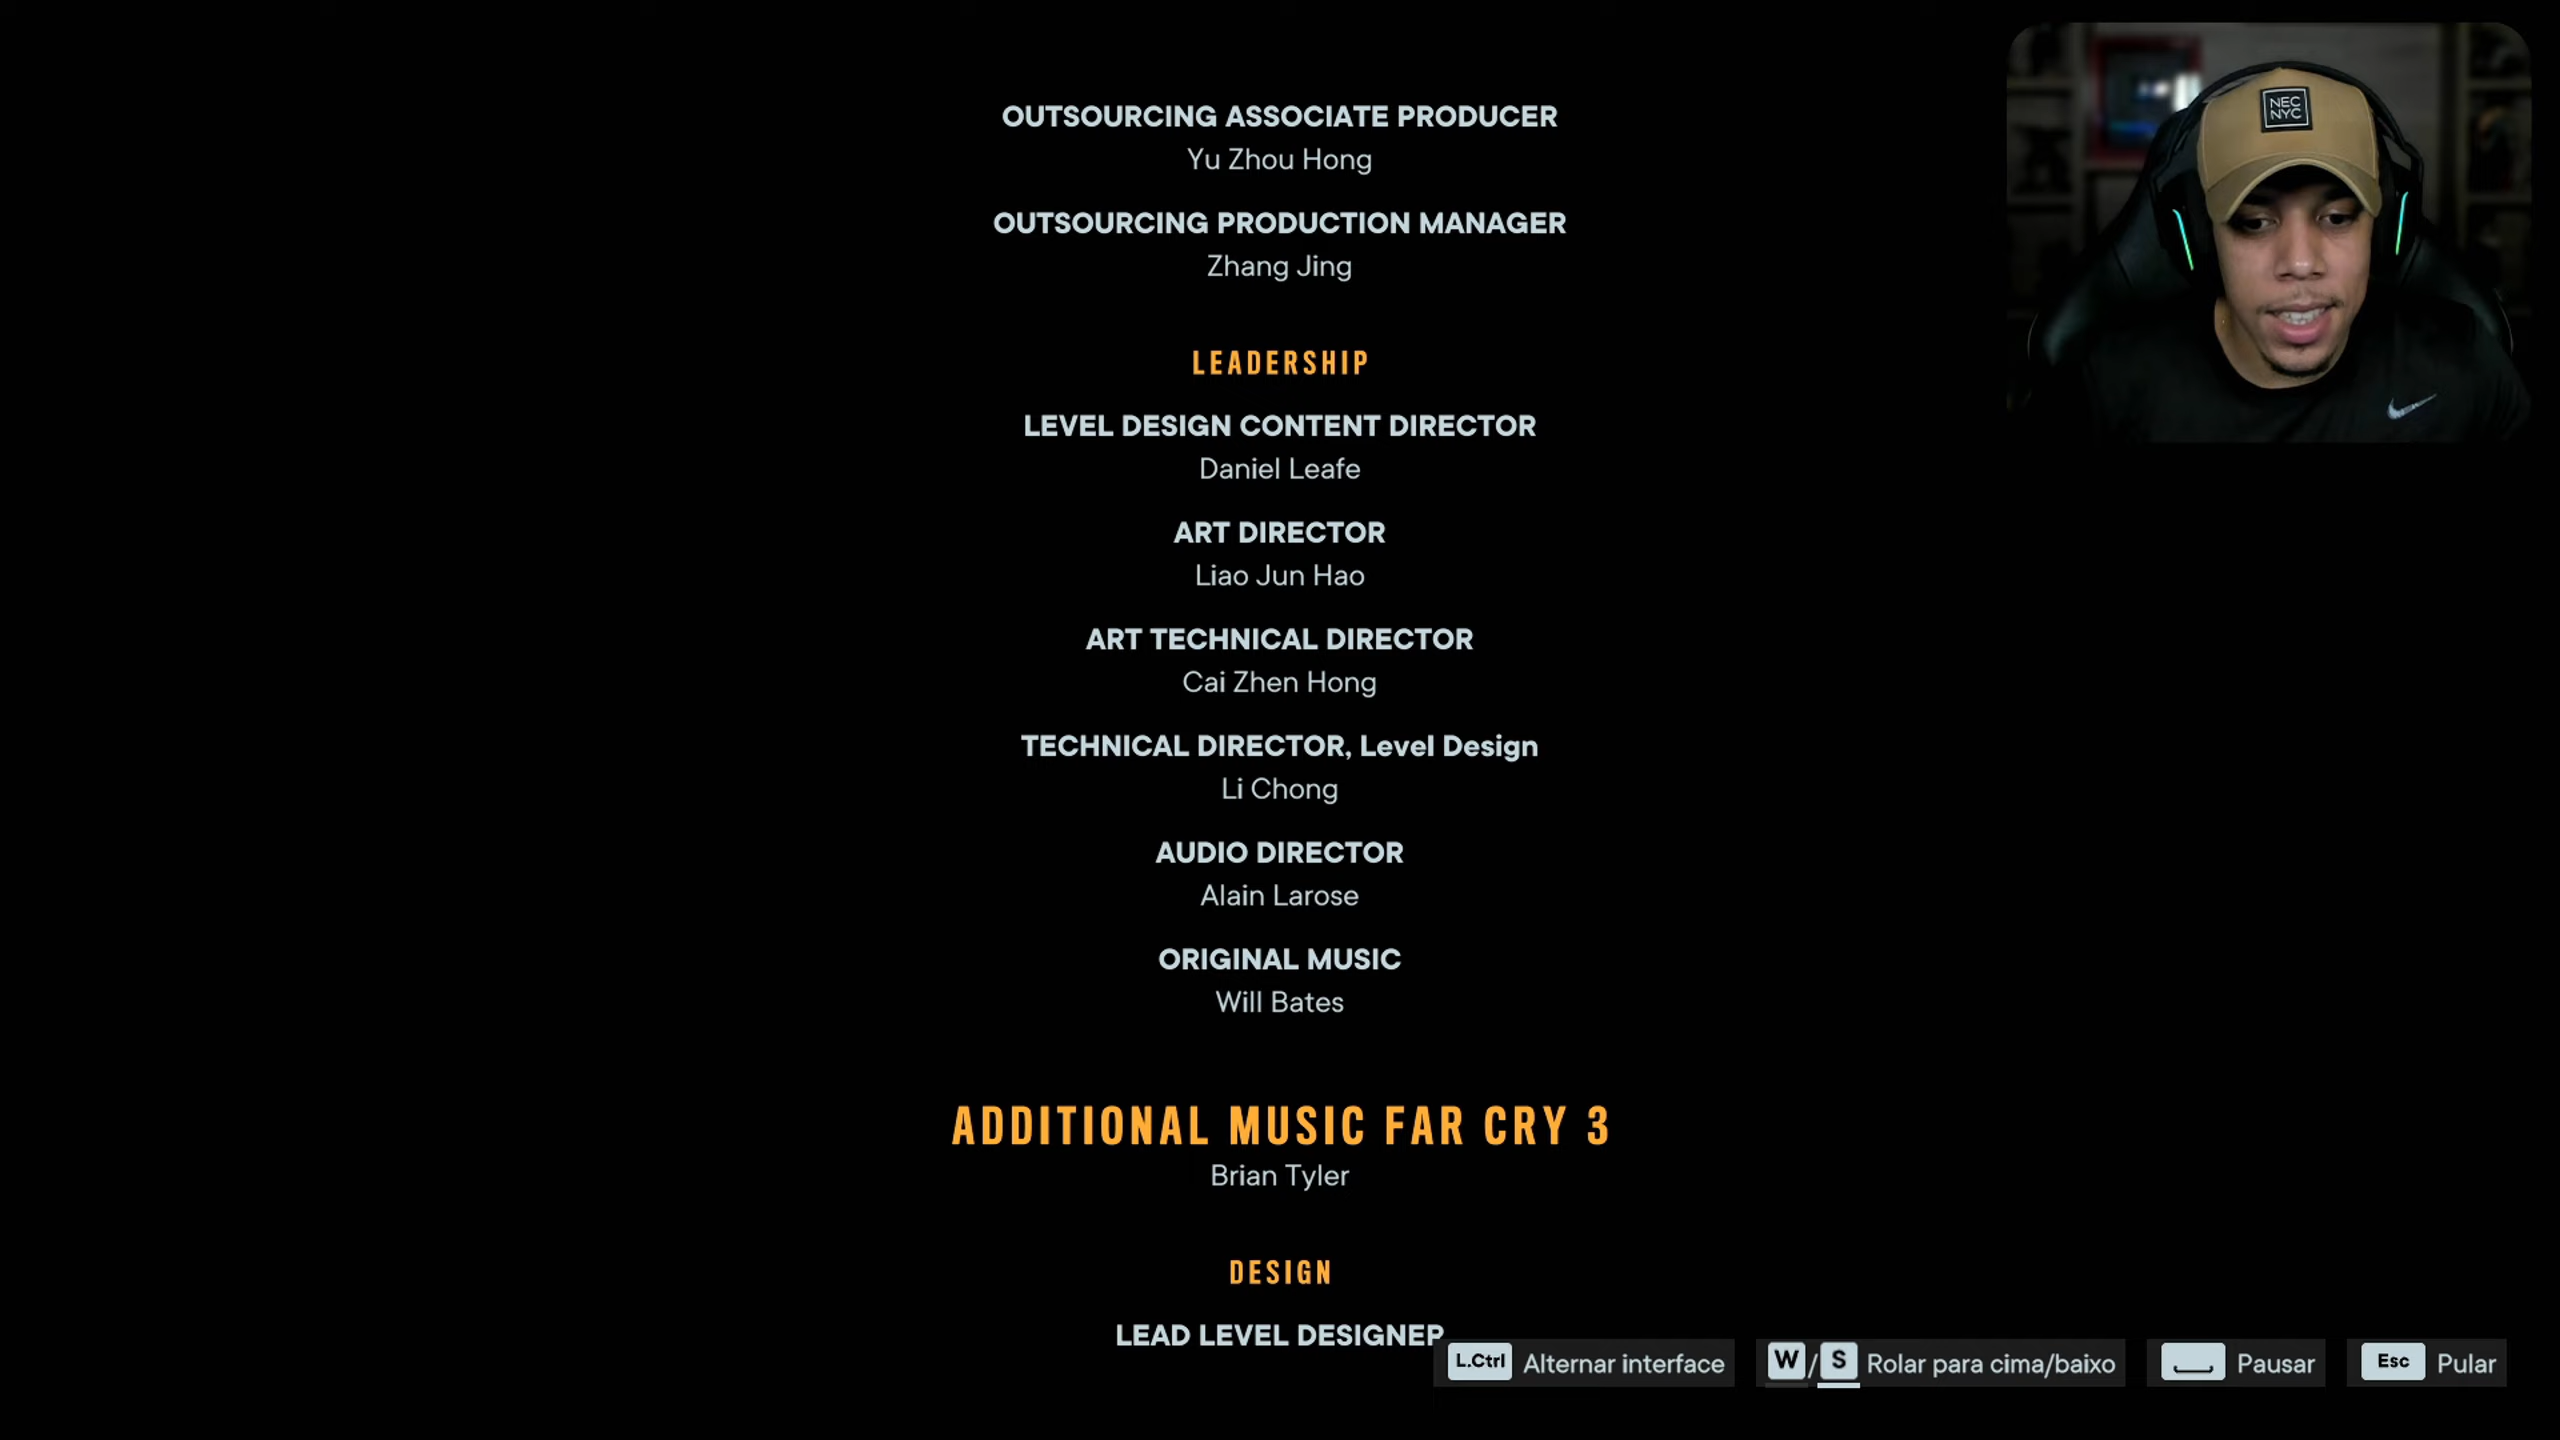 OUTSOURCING ASSOCIATE PRODUCER
Yu Zhou Hong
OUTSOURCING PRODUCTION MANAGER
Zhang Jing
LEADERSHIP
LEVEL DESIGN CONTENT DIRECTOR
Daniel Leafe
ART DIRECTOR
Liao Jun Hao
ART TECHNICAL DIRECTOR
Cai Zhen Hong
TECHNICAL DIRECTOR, Level Design
Li Chong
AUDIO DIRECTOR
Alain Larose
ORIGINAL MUSIC
Will Bates
ADDITIONAL MUSIC FAR CRY 3
Brian Tyler
DESIGN
LEAD LEVEL DESIGNER
L.Ctrl Alternar interface W/S Rolar para cima/baixo Pausar Esc Pular
NEC
NYC